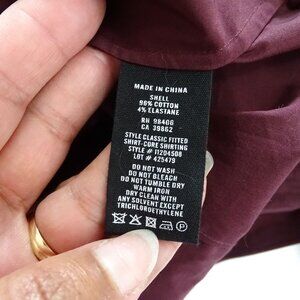 MADE IN CHINA
SHELL
96% COTTON
4% ELASTANE
RN 98466
CA 39862
STYLE CLASSIC FITTED
SHIRT-CORE SHIRTING
STYLE # I1204508
LOT # 425479
DO NOT WASH
DO NOT BLEACH
DO NOT TUMBLE DRY
WARM IRON
DRY CLEAN WITH
ANY SOLVENT EXCEPT
TRICHLOROETHYLENE
P